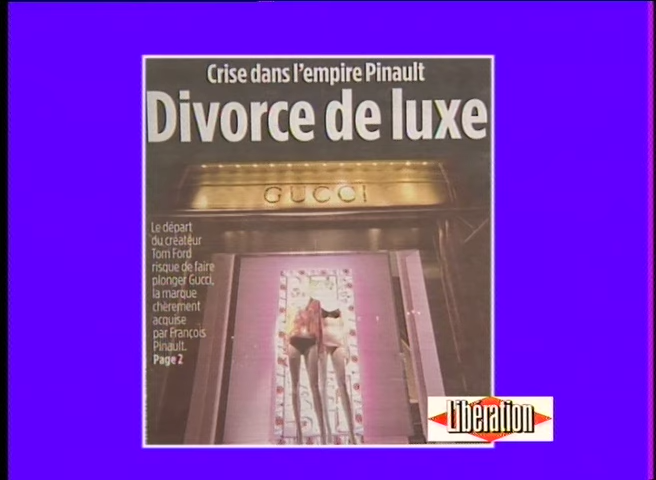 Crise dans l'empire Pinault
Divorce de luxe
GUCCI
Le départ
du créateur
Tom Ford
risque de faire
plonger Gucci,
la marque
chèrement
acquise
par François
Pinault.
Page 2
Libération